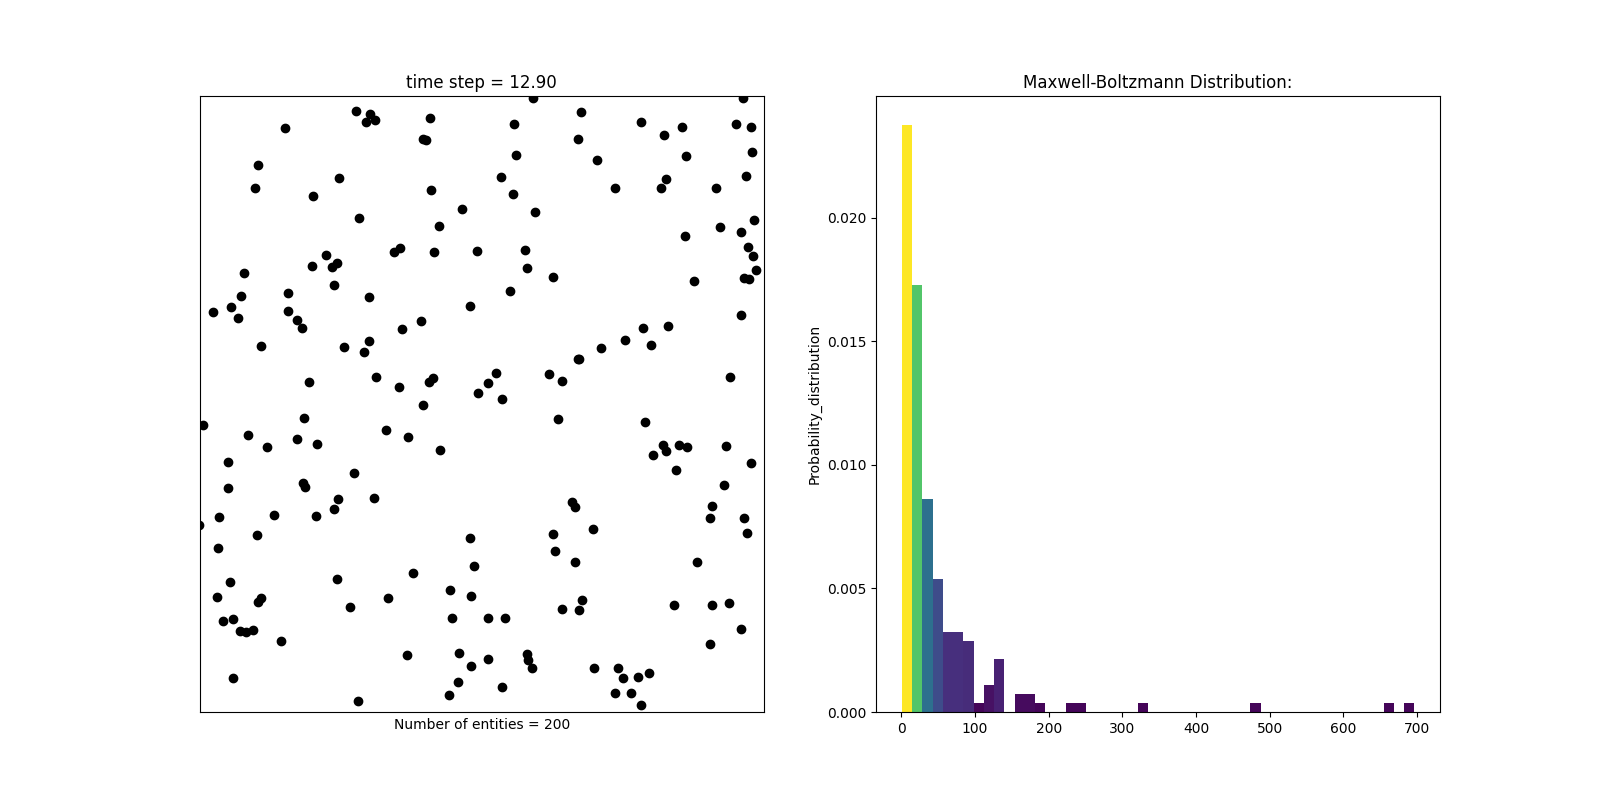 time step = 12.90
Number of entities = 200
Maxwell-Boltzmann Distribution:
Probability_distribution
0.020
0.015
0.010
0.005
0.000
0 100 200 300 400 500 600 700